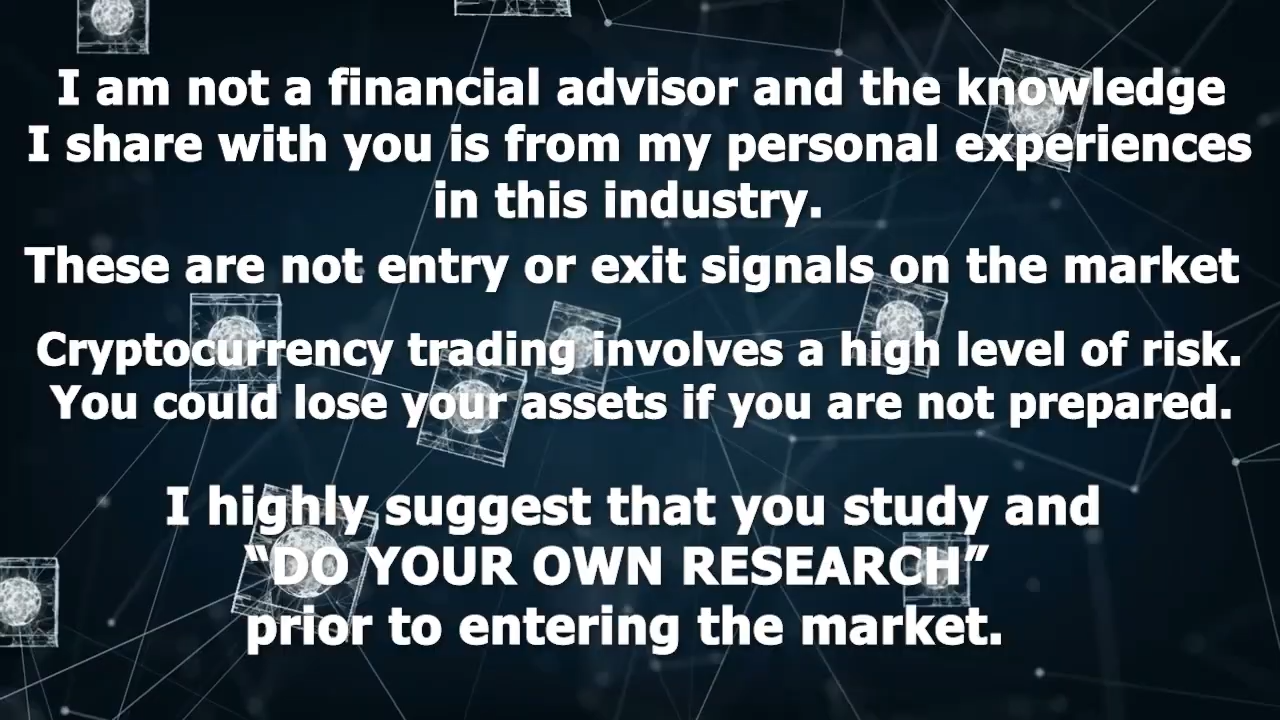 I am not a financial advisor and the knowledge
I share with you is from my personal experiences
in this industry.
These are not entry or exit signals on the market
Cryptocurrency trading involves a high level of risk.
You could lose your assets if you are not prepared.
I highly suggest that you study and
“DO YOUR OWN RESEARCH”
prior to entering the market.